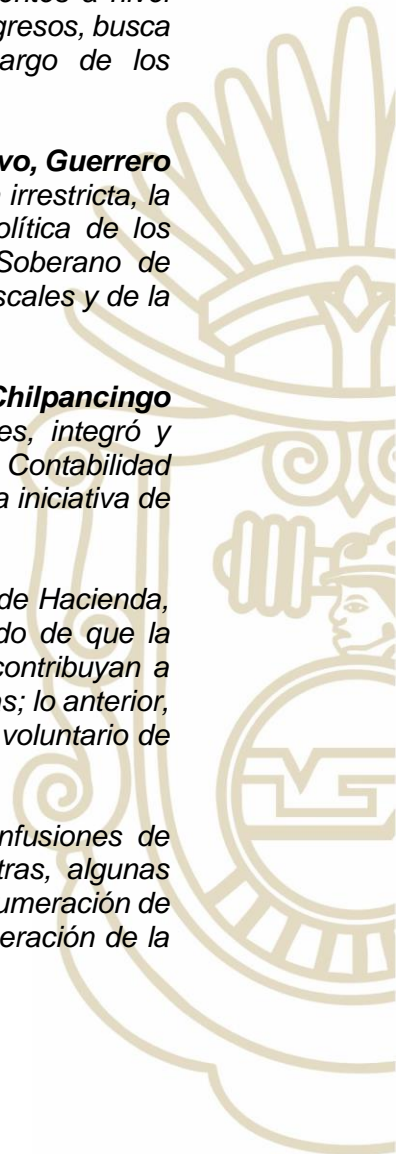 gresos, busca
argo de los
vo, Guerrero
irrestricta, la
olítica de los
Soberano de
scales y de la
Chilpancingo
es, integró y
Contabilidad
a iniciativa de
de Hacienda,
do de que la
contribuyan a
s; lo anterior,
voluntario de
nfusiones de
tras, algunas
umeración de
eración de la